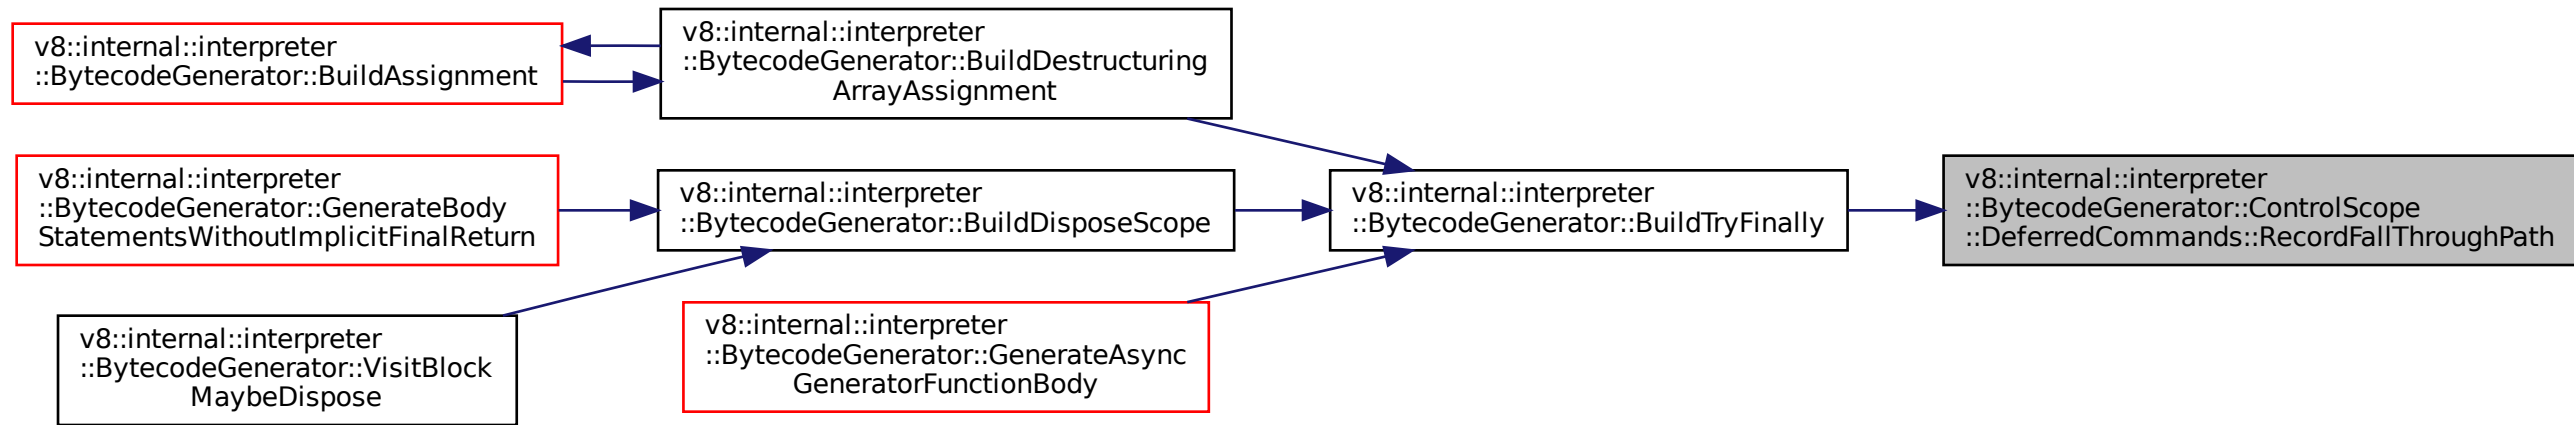 v8::internal::interpreter
::BytecodeGenerator::BuildAssignment
v8::internal::interpreter
::BytecodeGenerator::BuildDestructuring
ArrayAssignment
v8::internal::interpreter
::BytecodeGenerator::GenerateBody
StatementsWithoutImplicitFinalReturn
v8::internal::interpreter
::BytecodeGenerator::BuildDisposeScope
v8::internal::interpreter
::BytecodeGenerator::BuildTryFinally
v8::internal::interpreter
::BytecodeGenerator::ControlScope
::DeferredCommands::RecordFallThroughPath
v8::internal::interpreter
::BytecodeGenerator::VisitBlock
MaybeDispose
v8::internal::interpreter
::BytecodeGenerator::GenerateAsync
GeneratorFunctionBody